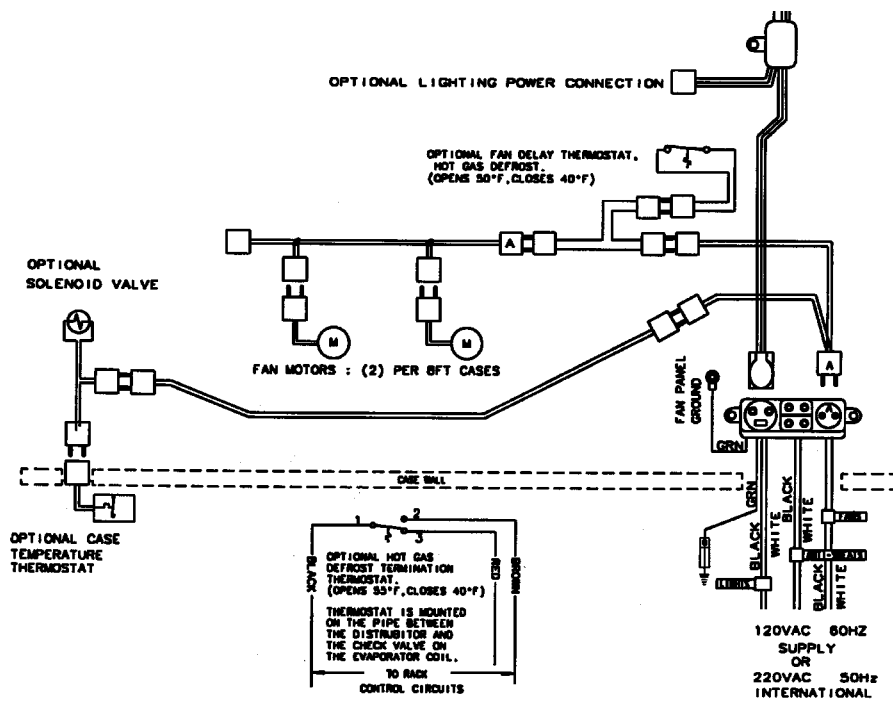 OPTIONAL LIGHTING POWER CONNECTION
OPTIONAL FAN DELAY THERMOSTAT,
HOT GAS DEFROST.
(OPENS 50°F,CLOSES 40°F)
A
OPTIONAL
SOLENOID VALVE
M
M
FAN MOTORS : (2) PER 8FT CASES
A
FAN PANEL
GROUND
A
GRN
CASE WALL
GRN
BLACK
WHITE
BLACK
WHITE
FANS
OPTIONAL CASE
TEMPERATURE
THERMOSTAT
1
2
3
BLACK
RED
BROWN
OPTIONAL HOT GAS
DEFROST TERMINATION
THERMOSTAT.
(OPENS 55°F,CLOSES 40°F)
THERMOSTAT IS MOUNTED
ON THE PIPE BETWEEN
THE DISTRUBITOR AND
THE CHECK VALVE ON
THE EVAPORATOR COIL.
TO RACK
CONTROL CIRCUITS
LIGHTS
BLACK
WHITE
120VAC 60HZ
SUPPLY
OR
220VAC 50Hz
INTERNATIONAL